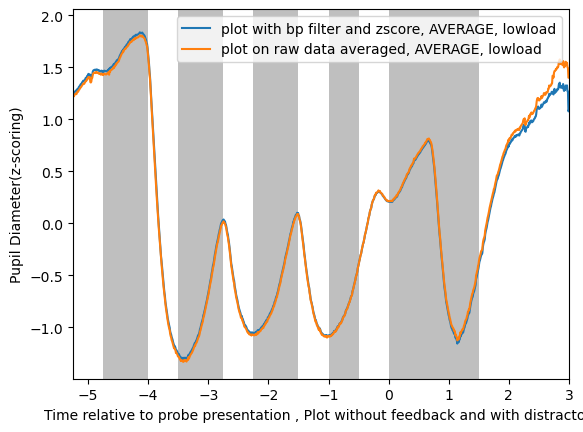 plot with bp filter and zscore, AVERAGE, lowload
plot on raw data averaged, AVERAGE, lowload
Pupil Diameter(z-scoring)
2.0
1.5
1.0
0.5
0.0
−0.5
−1.0
−5 −4 −3 −2 −1 0 1 2 3
Time relative to probe presentation , Plot without feedback and with distracto